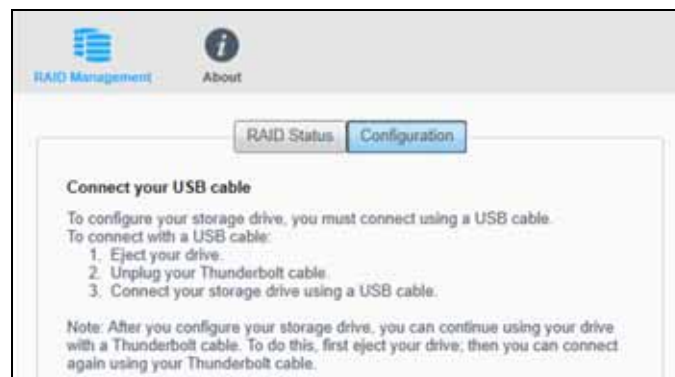 RAID Management
About
RAID Status
Configuration
Connect your USB cable
To configure your storage drive, you must connect using a USB cable.
To connect with a USB cable:
1. Eject your drive.
2. Unplug your Thunderbolt cable.
3. Connect your storage drive using a USB cable.
Note: After you configure your storage drive, you can continue using your drive
with a Thunderbolt cable. To do this, first eject your drive, then you can connect
again using your Thunderbolt cable.